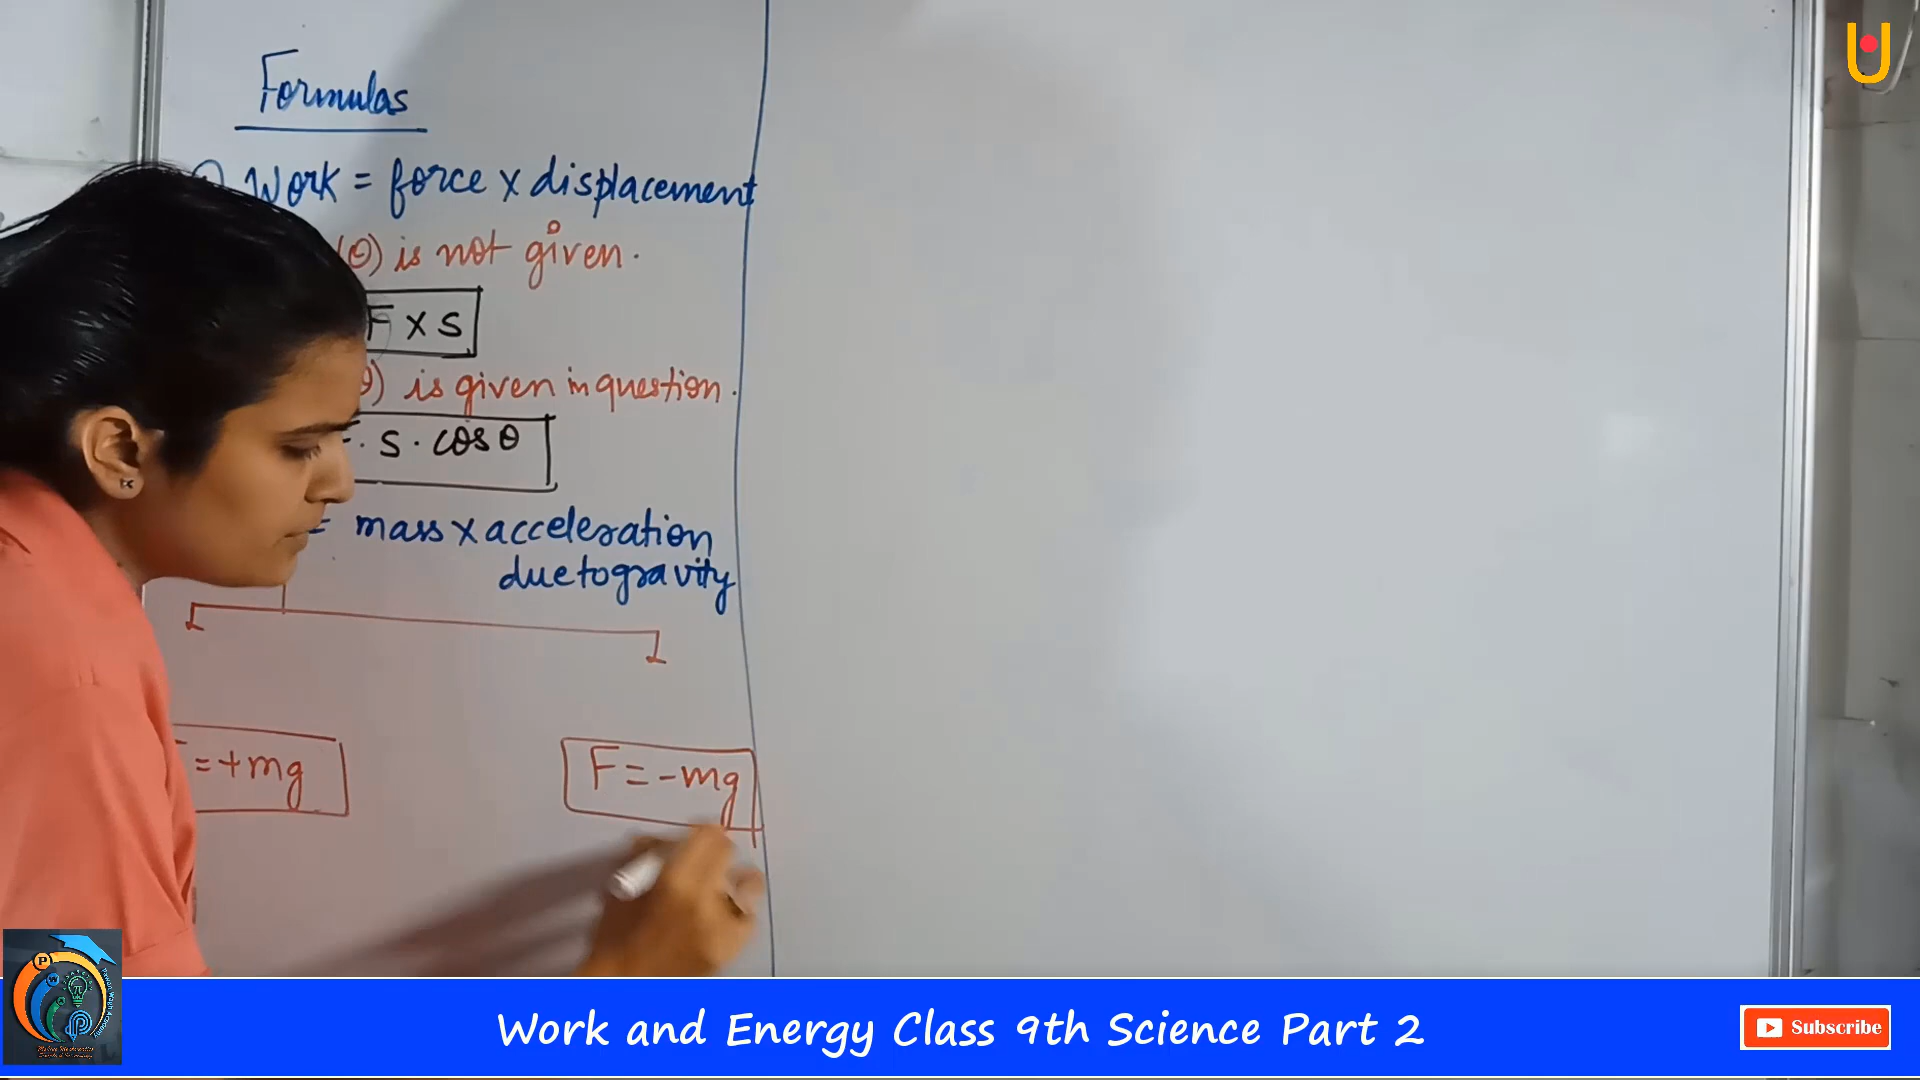 Formulas
Work = force x displacement
(θ) is not given.
F x s
θ) is given in question.
. s . cos θ
= mass x acceleration
due to gravity
= +mg
F = -mg
Work and Energy Class 9th Science Part 2
Subscribe